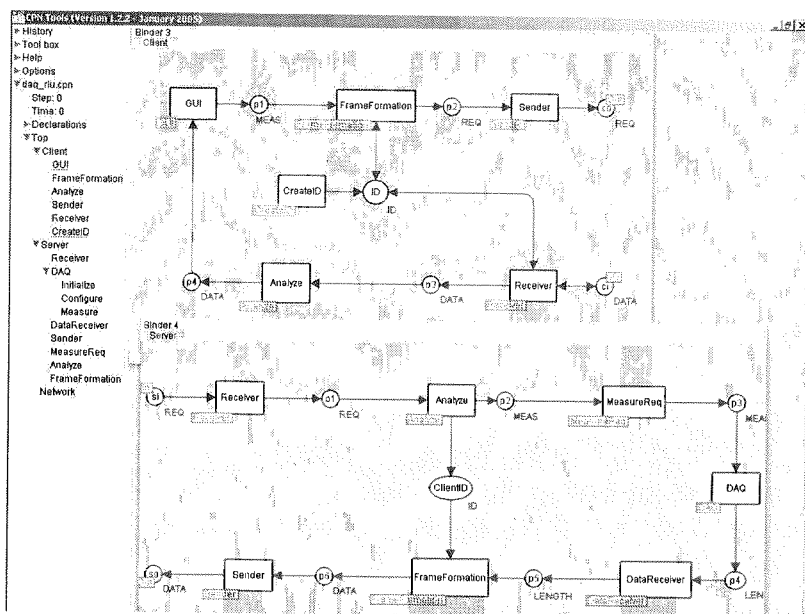 CPN Tools (Version 1.2.2 - January 2005)
History
Tool box
Help
Options
daq_riu.cpn
Step: 0
Time: 0
Declarations
Top
Client
GUI
FrameFormation
Analyze
Sender
Receiver
CreateID
Server
Receiver
DAQ
Initialize
Configure
Measure
DataReceiver
Sender
MeasureReq
Analyze
FrameFormation
Network
Binder 3
Client
GUI
p1
MEAS
FrameFormation
p2
REQ
Sender
co
REQ
CreateID
ID
ID
p4
DATA
Analyze
p3
DATA
Receiver
ci
DATA
Binder 4
Server
si
REQ
Receiver
p1
REQ
Analyze
p2
MEAS
MeasureReq
p3
MEA
ClientID
ID
DAQ
so
DATA
Sender
p6
DATA
FrameFormation
p5
LENGTH
DataReceiver
p4
LEN